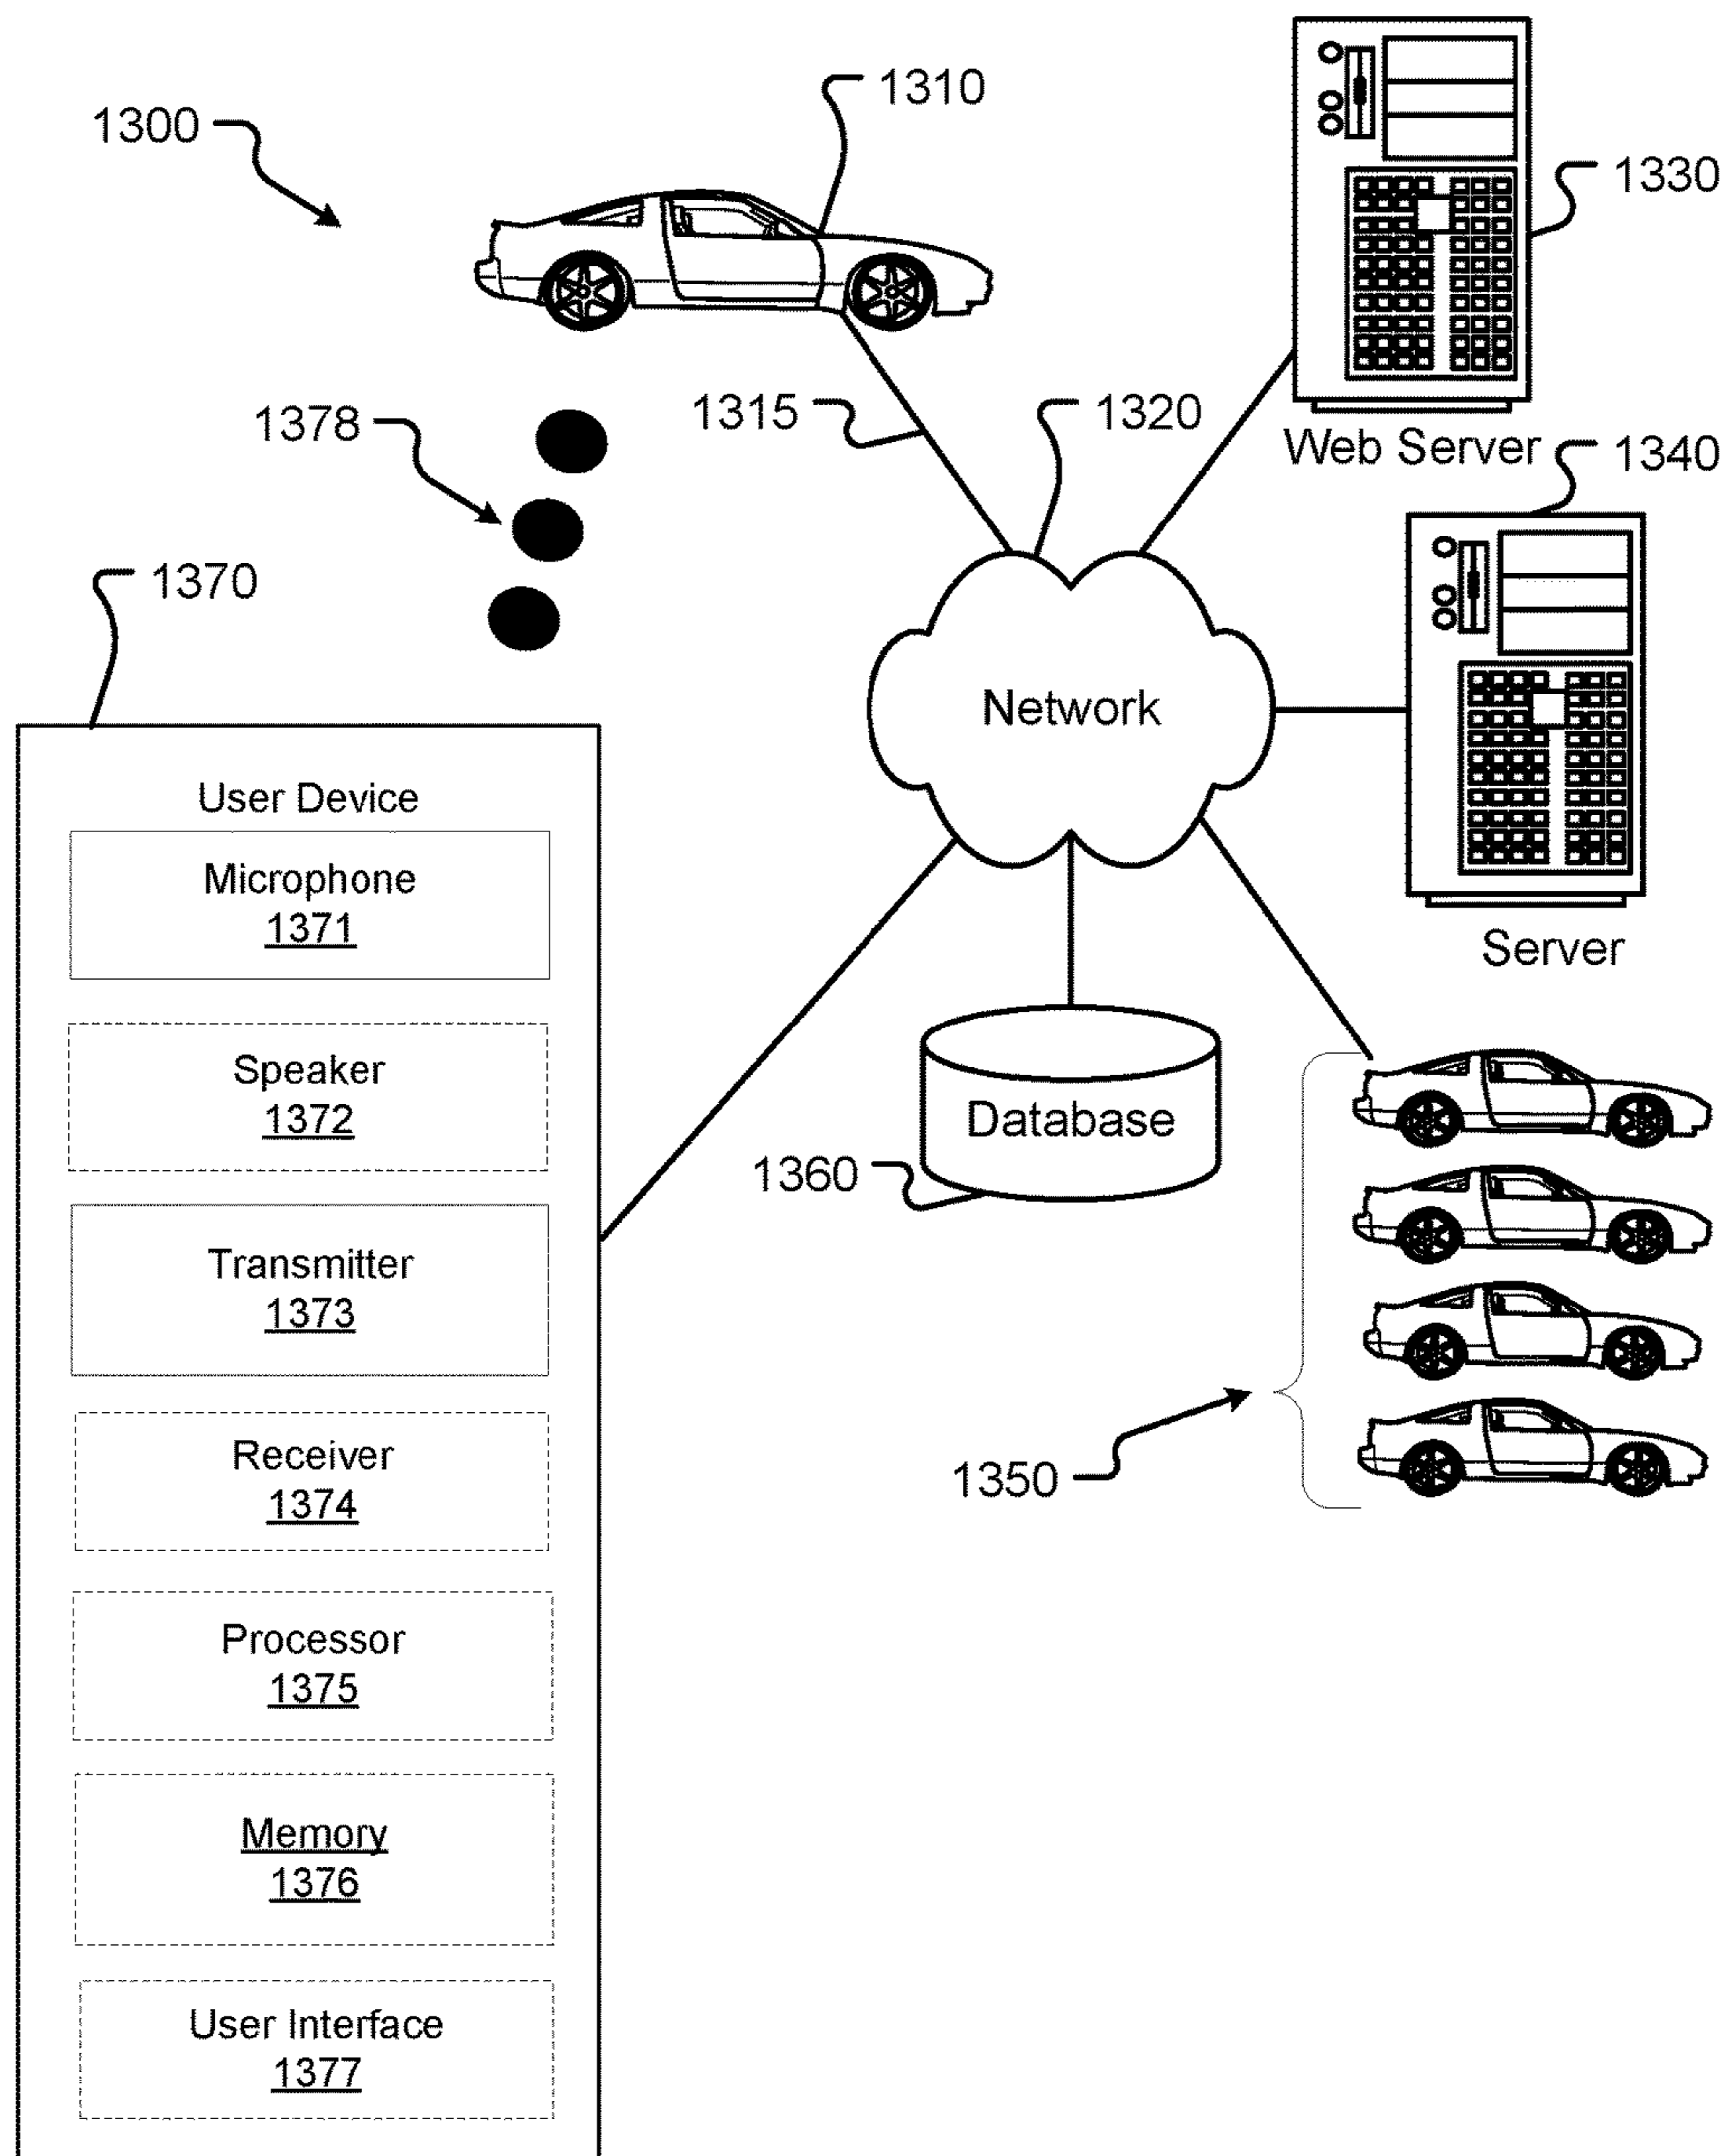 1300
1310
1330
1378
1315
1320
Web Server
1340
1370
Network
User Device
Microphone
1371
Server
Speaker
1372
Database
1360
Transmitter
1373
Receiver
1374
1350
Processor
1375
Memory
1376
User Interface
1377